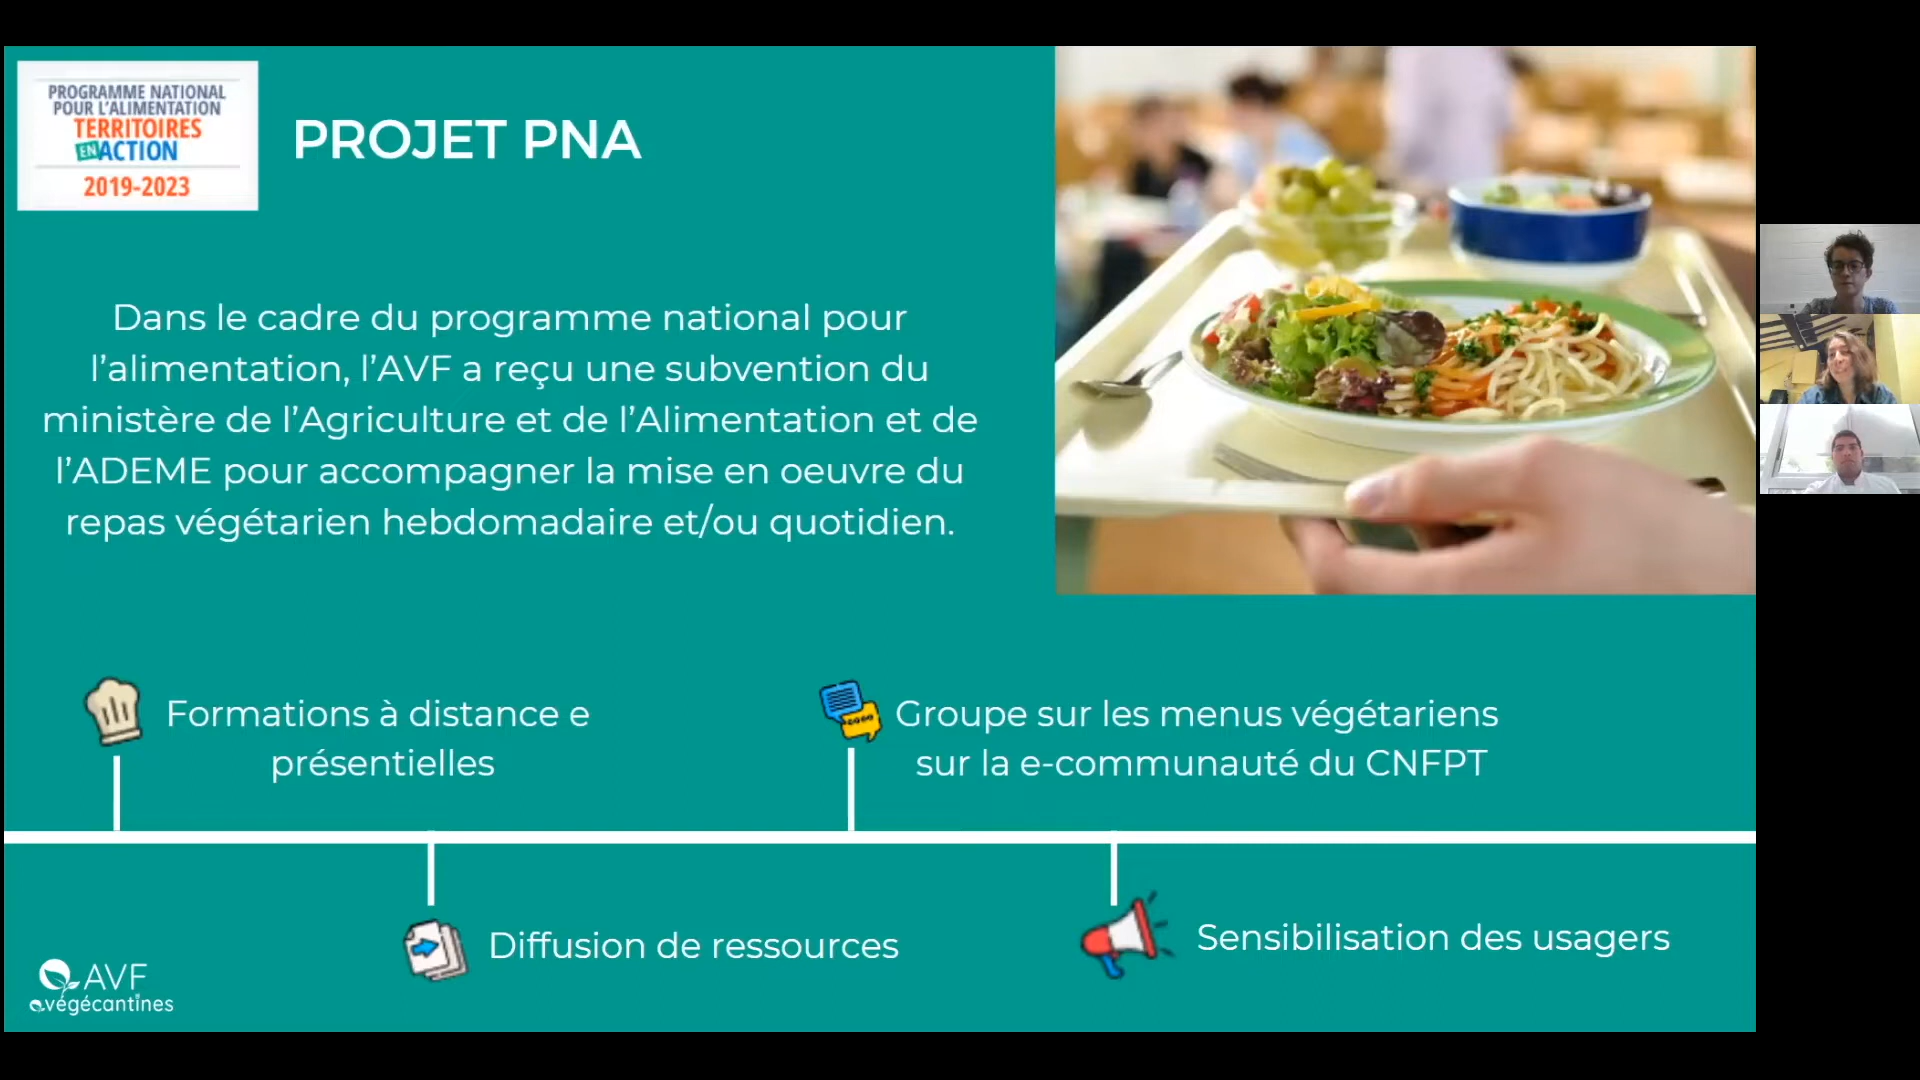 PROGRAMME NATIONAL
POUR L'ALIMENTATION
TERRITOIRES
EN ACTION
2019-2023
PROJET PNA
Dans le cadre du programme national pour
l'alimentation, l'AVF a reçu une subvention du
ministère de l'Agriculture et de l'Alimentation et de
l'ADEME pour accompagner la mise en oeuvre du
repas végétarien hebdomadaire et/ou quotidien.
Formations à distance e
présentielles
Groupe sur les menus végétariens
sur la e-communauté du CNFPT
Diffusion de ressources
Sensibilisation des usagers
AVF
végécantines